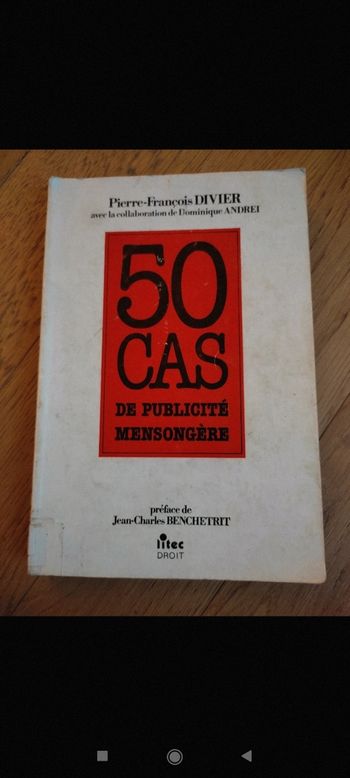 Pierre-François DIVIER
avec la collaboration de Dominique ANDREI
50
CAS
DE PUBLICITÉ
MENSONGÈRE
préface de
Jean-Charles BENCHETRIT
litec
DROIT